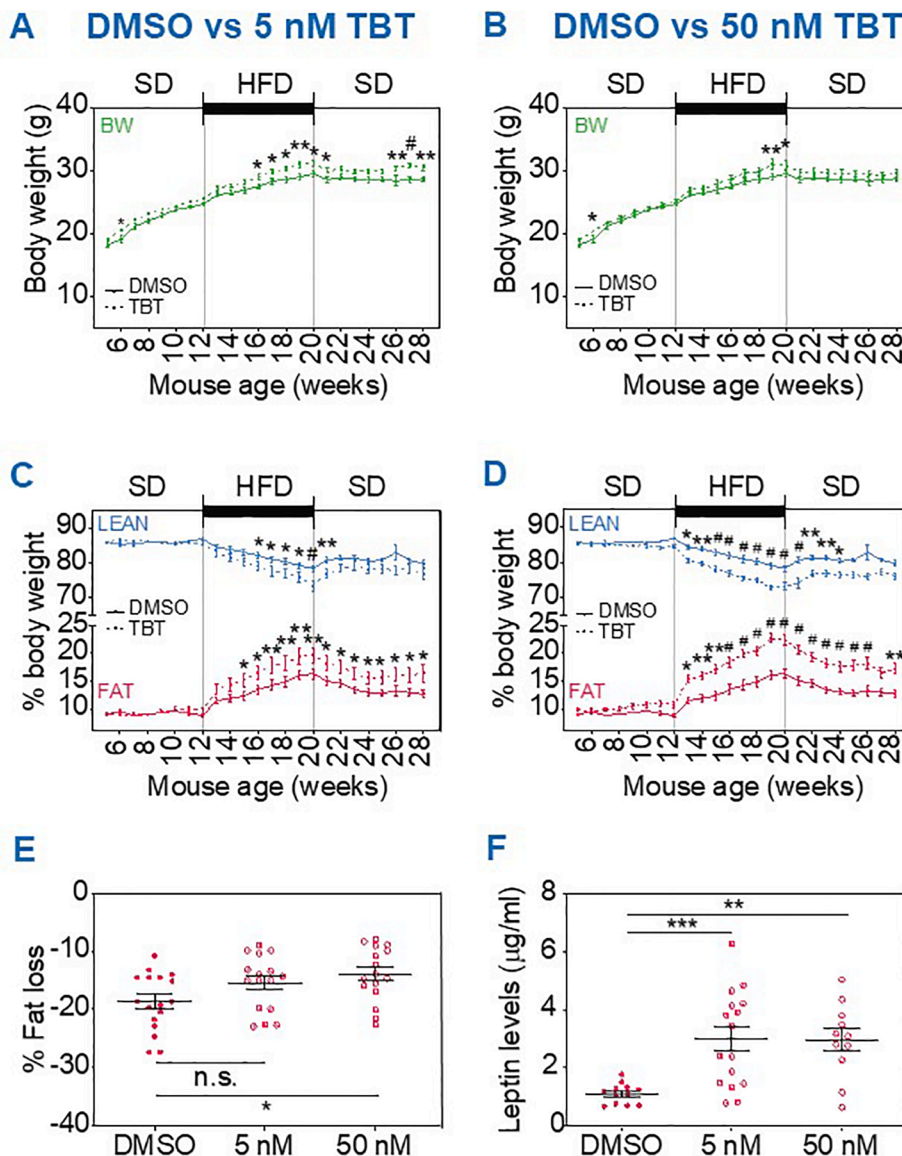 A DMSO vs 5 nM TBT
SD HFD SD
40
30
20
10
Body weight (g)
BW
* * * * ** * * ** # **
DMSO
TBT
6 8 10 12 14 16 18 20 22 24 26 28
Mouse age (weeks)
B DMSO vs 50 nM TBT
SD HFD SD
40
30
20
10
Body weight (g)
BW
* ** *
DMSO
TBT
6 8 10 12 14 16 18 20 22 24 26 28
Mouse age (weeks)
C
SD HFD SD
90
80
70
25
25
20
15
10
% body weight
LEAN
* * * * # **
DMSO
TBT
* ** ** ** ** ** * * ** ** * * *
FAT
6 8 10 12 14 16 18 20 22 24 26 28
Mouse age (weeks)
D
SD HFD SD
90
80
70
25
25
20
15
10
% body weight
LEAN
* ** # # # # # # # ** ** *
DMSO
TBT
* ** ** # # # # # # # # # # # **
FAT
6 8 10 12 14 16 18 20 22 24 26 28
Mouse age (weeks)
E
0
-10
-20
-30
-40
% Fat loss
n.s.
*
DMSO 5 nM 50 nM
F
8
6
4
2
0
Leptin levels (µg/ml)
**
***
DMSO 5 nM 50 nM